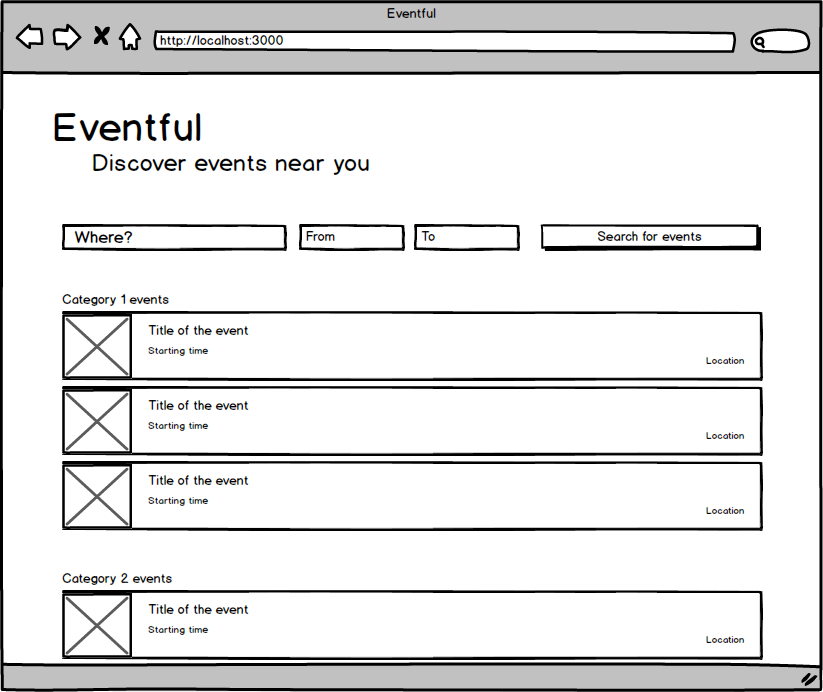 Eventful
http://localhost:3000
Eventful
Discover events near you
Where? From To Search for events
Category 1 events
Title of the event
Starting time
Location
Title of the event
Starting time
Location
Title of the event
Starting time
Location
Category 2 events
Title of the event
Starting time
Location